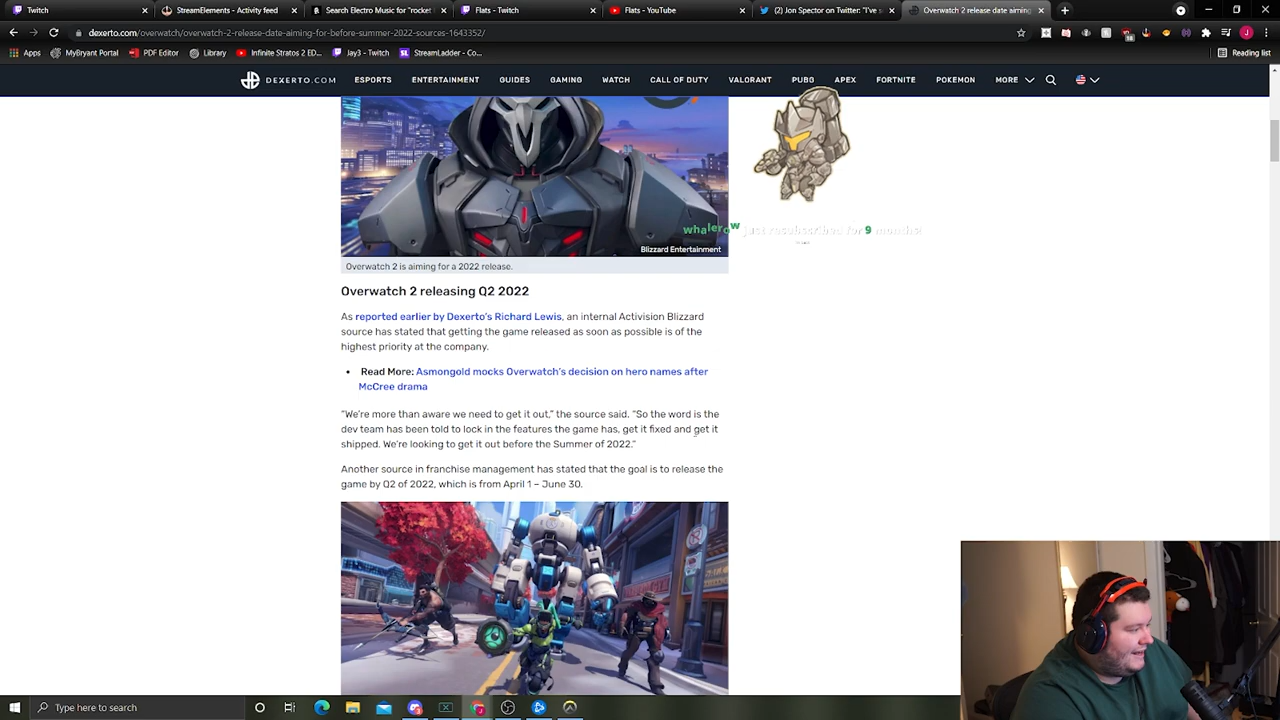 Twitch
StreamElements - Activity feed
Search Electro Music for "rocket
Flats - Twitch
Flats - YouTube
(2) Jon Spector on Twitter: "I've s
Overwatch 2 release date aiming
dexerto.com/overwatch/overwatch-2-release-date-aiming-for-before-summer-2022-sources-1643352/
Apps
MyBryant Portal
PDF Editor
Library
Infinite Stratos 2 ED...
Jay3 - Twitch
StreamLadder - Co...
Reading list
DEXERTO.COM
ESPORTS
ENTERTAINMENT
GUIDES
GAMING
WATCH
CALL OF DUTY
VALORANT
PUBG
APEX
FORTNITE
POKEMON
MORE
whalerow just resubscribed for 9 months!
Blizzard Entertainment
Overwatch 2 is aiming for a 2022 release.
Overwatch 2 releasing Q2 2022
As reported earlier by Dexerto's Richard Lewis, an internal Activision Blizzard
source has stated that getting the game released as soon as possible is of the
highest priority at the company.
• Read More: Asmongold mocks Overwatch's decision on hero names after
McCree drama
"We're more than aware we need to get it out," the source said. "So the word is the
dev team has been told to lock in the features the game has, get it fixed and get it
shipped. We're looking to get it out before the Summer of 2022."
Another source in franchise management has stated that the goal is to release the
game by Q2 of 2022, which is from April 1 – June 30.
Type here to search